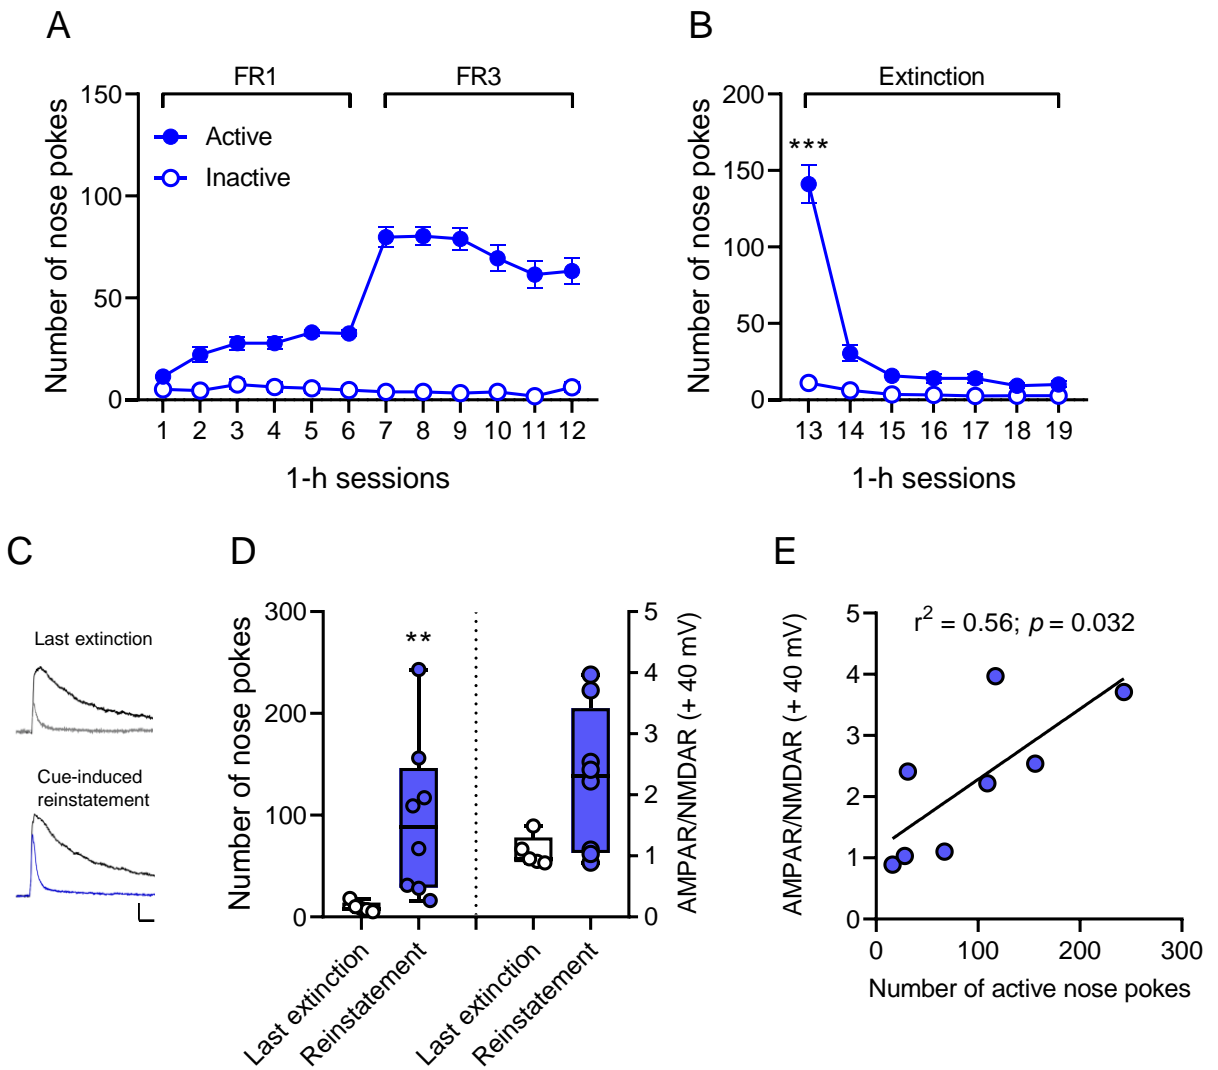 A
FR1
FR3
Number of nose pokes
150
100
50
0
Active
Inactive
1 2 3 4 5 6 7 8 9 10 11 12
1-h sessions
B
Extinction
Number of nose pokes
200
150
100
50
0
***
13 14 15 16 17 18 19
1-h sessions
C
Last extinction
Cue-induced
reinstatement
D
Number of nose pokes
300
200
100
0
**
5
4
3
2
1
0
AMPAR/NMDAR (+ 40 mV)
Last extinction
Reinstatement
Last extinction
Reinstatement
E
AMPAR/NMDAR (+ 40 mV)
5
4
3
2
1
0
r² = 0.56; p = 0.032
0 100 200 300
Number of active nose pokes